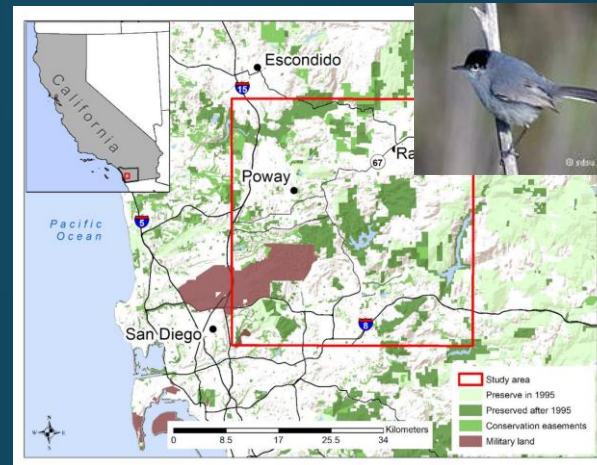 California
Escondido
15
Ra
67
Poway
5
Pacific
Ocean
San Diego
8
Study area
Preserve in 1995
Preserved after 1995
Conservation easements
Military land
Kilometers
0 8.5 17 25.5 34
N
W E
S
© sdsu.